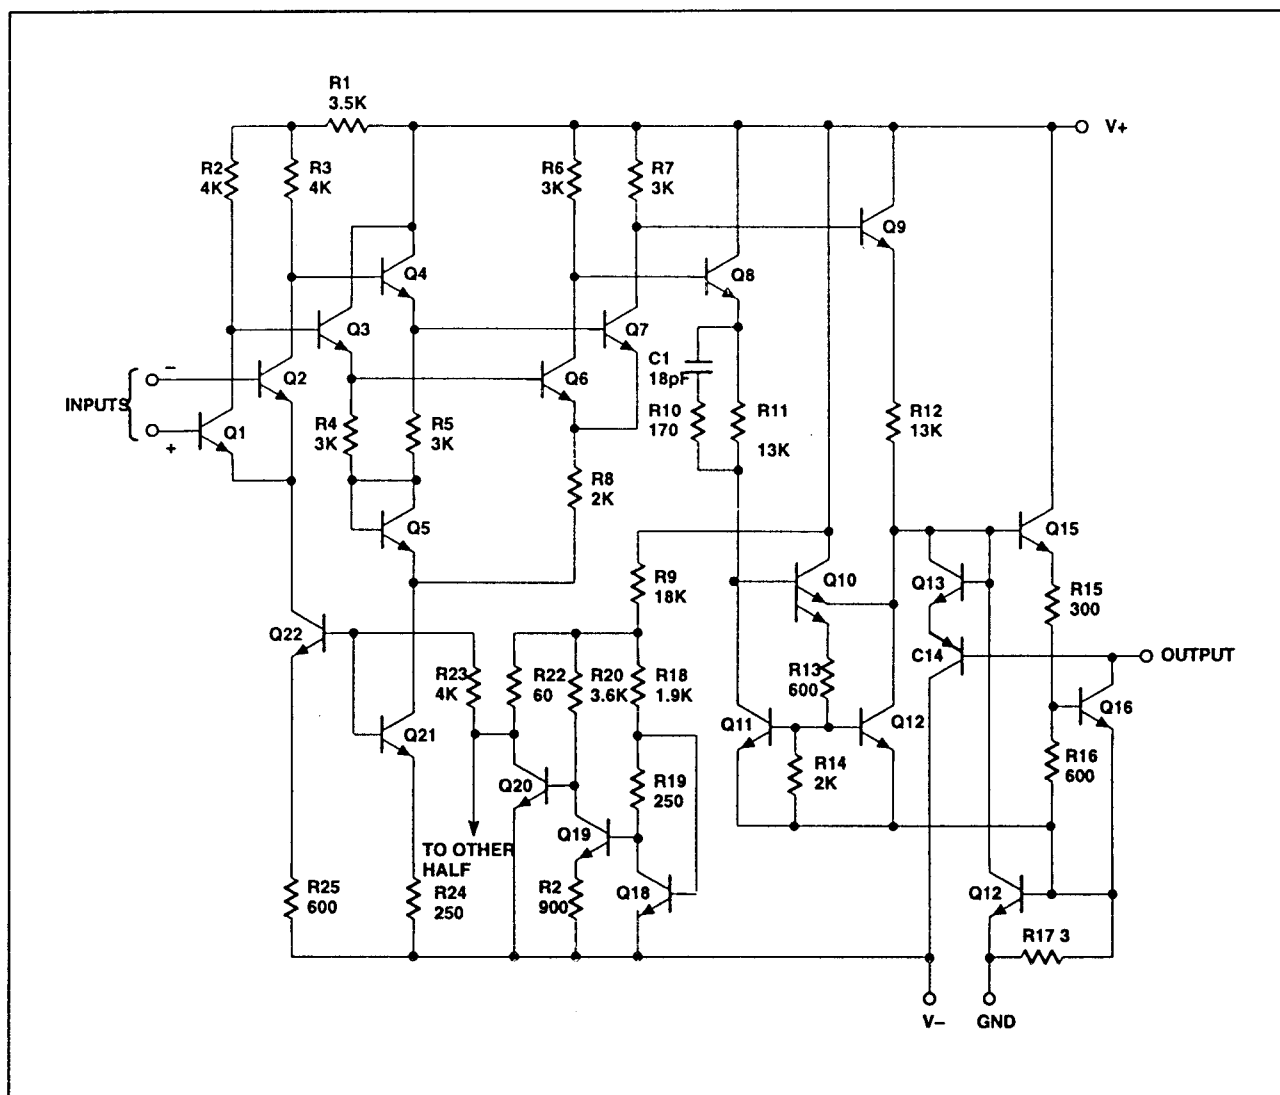 R1
3.5K
V+
R2
4K
R3
4K
R6
3K
R7
3K
Q9
Q4
Q8
Q3
Q7
C1
18pF
−
Q2
Q6
INPUTS
R4
3K
R5
3K
R10
170
R11
13K
R12
13K
Q1
+
R8
2K
Q5
Q15
R9
18K
Q10
Q13
R15
300
Q22
C14
OUTPUT
R23
4K
R22
60
R20
3.6K
R18
1.9K
R13
600
Q16
Q21
Q11
Q12
R14
2K
R16
600
Q20
R19
250
Q19
TO OTHER
HALF
R25
600
R24
250
R2
900
Q18
Q12
R17 3
V−
GND